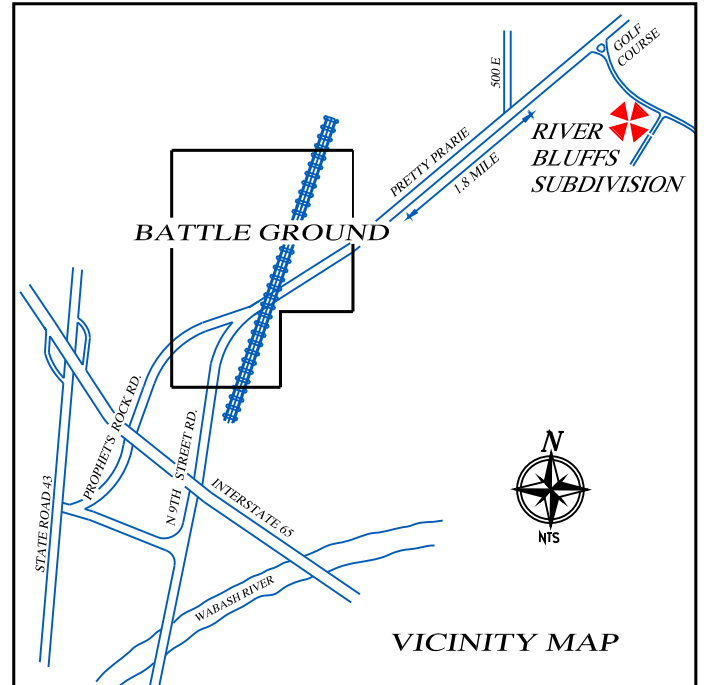 GOLF
COURSE
500 E
RIVER
BLUFFS
SUBDIVISION
PRETTY PRARIE
1.8 MILE
BATTLE GROUND
PROPHET'S ROCK RD.
N 9TH STREET RD.
STATE ROAD 43
INTERSTATE 65
WABASH RIVER
N
NTS
VICINITY MAP